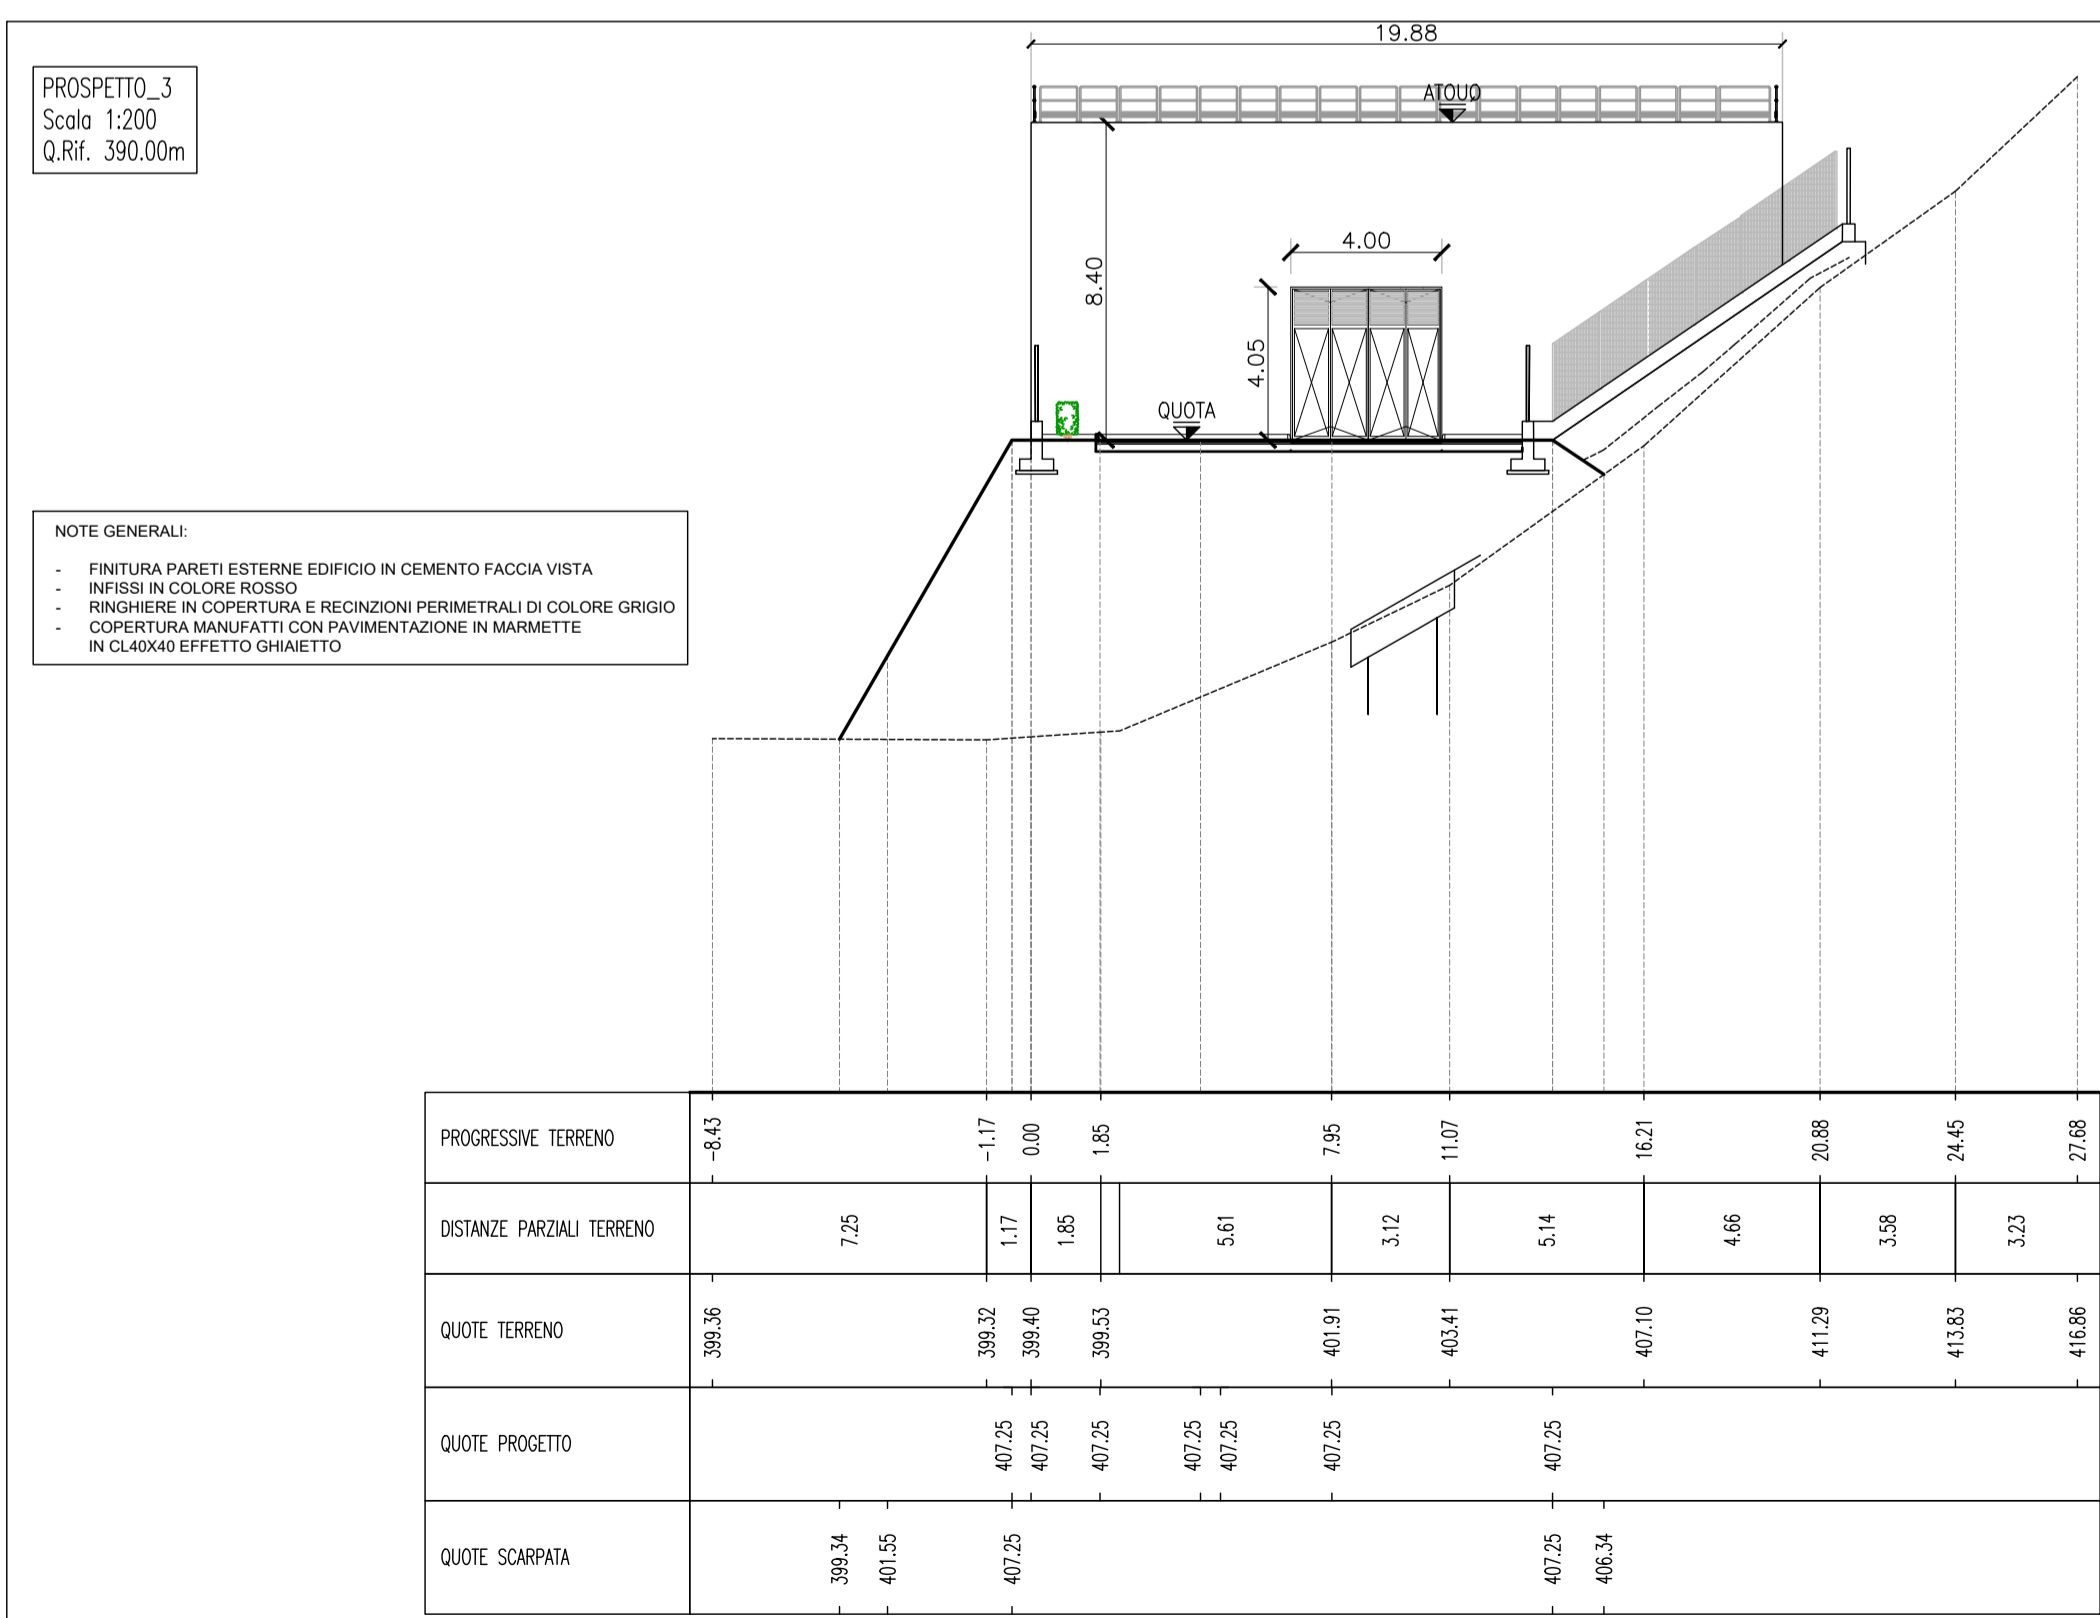 19.88
PROSPETTO_3
Scala 1:200
Q.Rif. 390.00m
ATOUQ
4.00
8.40
4.05
QUOTA
NOTE GENERALI:
- FINITURA PARETI ESTERNE EDIFICIO IN CEMENTO FACCIA VISTA
- INFISSI IN COLORE ROSSO
- RINGHIERE IN COPERTURA E RECINZIONI PERIMETRALI DI COLORE GRIGIO
- COPERTURA MANUFATTI CON PAVIMENTAZIONE IN MARMETTE
IN CL40X40 EFFETTO GHIAIETTO
PROGRESSIVE TERRENO -8.43 -1.17 0.00 1.85 7.95 11.07 16.21 20.88 24.45 27.68
DISTANZE PARZIALI TERRENO 7.25 1.17 1.85 5.61 3.12 5.14 4.66 3.58 3.23
QUOTE TERRENO 399.36 399.32 399.40 399.53 401.91 403.41 407.10 411.29 413.83 416.86
QUOTE PROGETTO 407.25 407.25 407.25 407.25 407.25 407.25 407.25
QUOTE SCARPATA 399.34 401.55 407.25 407.25 406.34